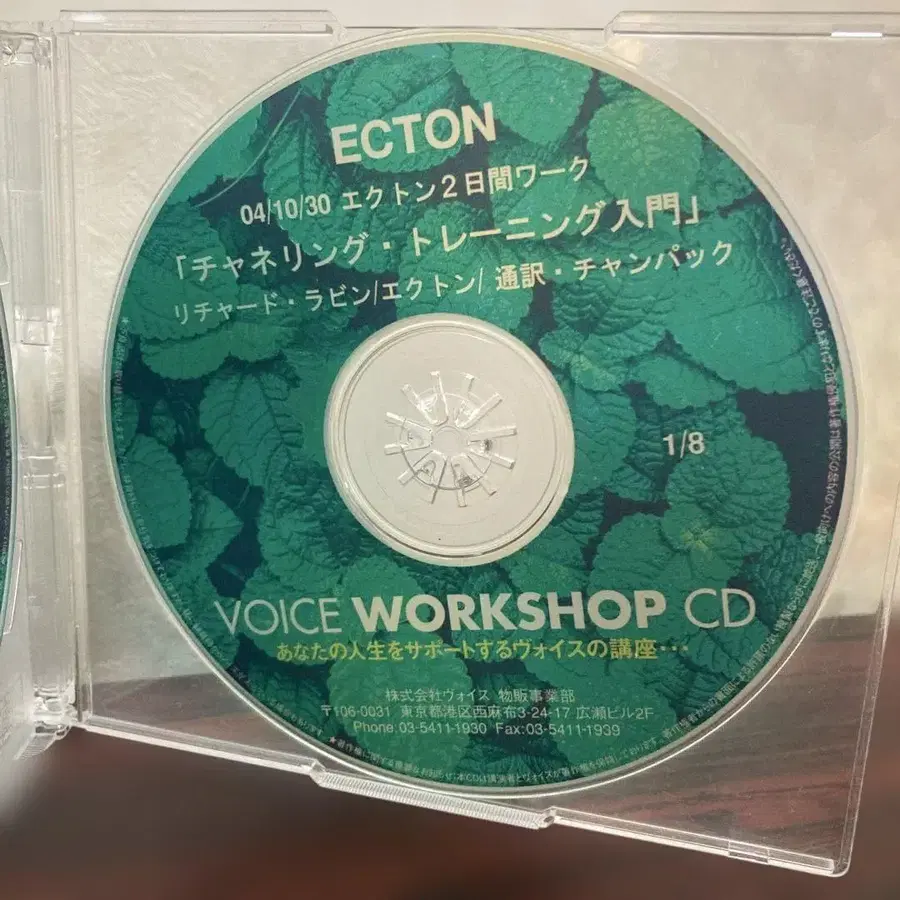 ECTON
04/10/30 エクトン2日間ワーク
「チャネリング・トレーニング入門」
リチャード・ラビン/エクトン/ 通訳・チャンパック
1/8
VOICE WORKSHOP CD
あなたの人生をサポートするヴォイスの講座…
株式会社ヴォイス 物販事業部
〒106-0031 東京都港区西麻布3-24-17 広瀬ビル2F
Phone:03-5411-1930 Fax:03-5411-1939